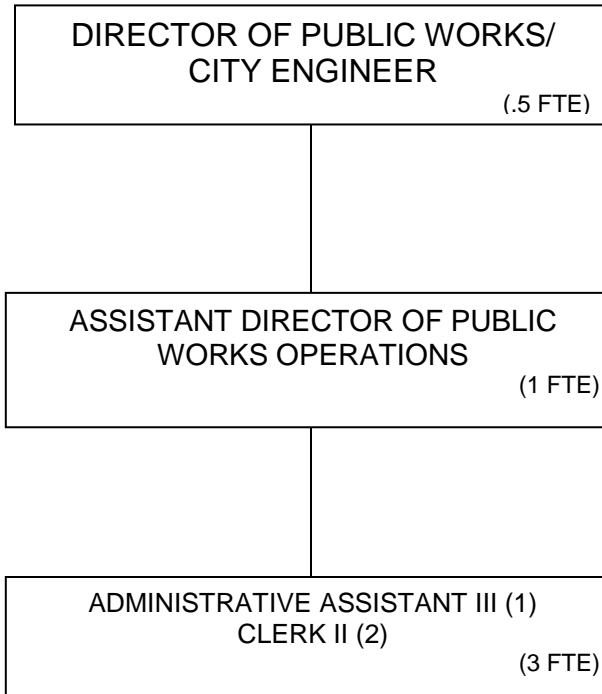 DIRECTOR OF PUBLIC WORKS/
CITY ENGINEER
(.5 FTE)
ASSISTANT DIRECTOR OF PUBLIC
WORKS OPERATIONS
(1 FTE)
ADMINISTRATIVE ASSISTANT III (1)
CLERK II (2)
(3 FTE)